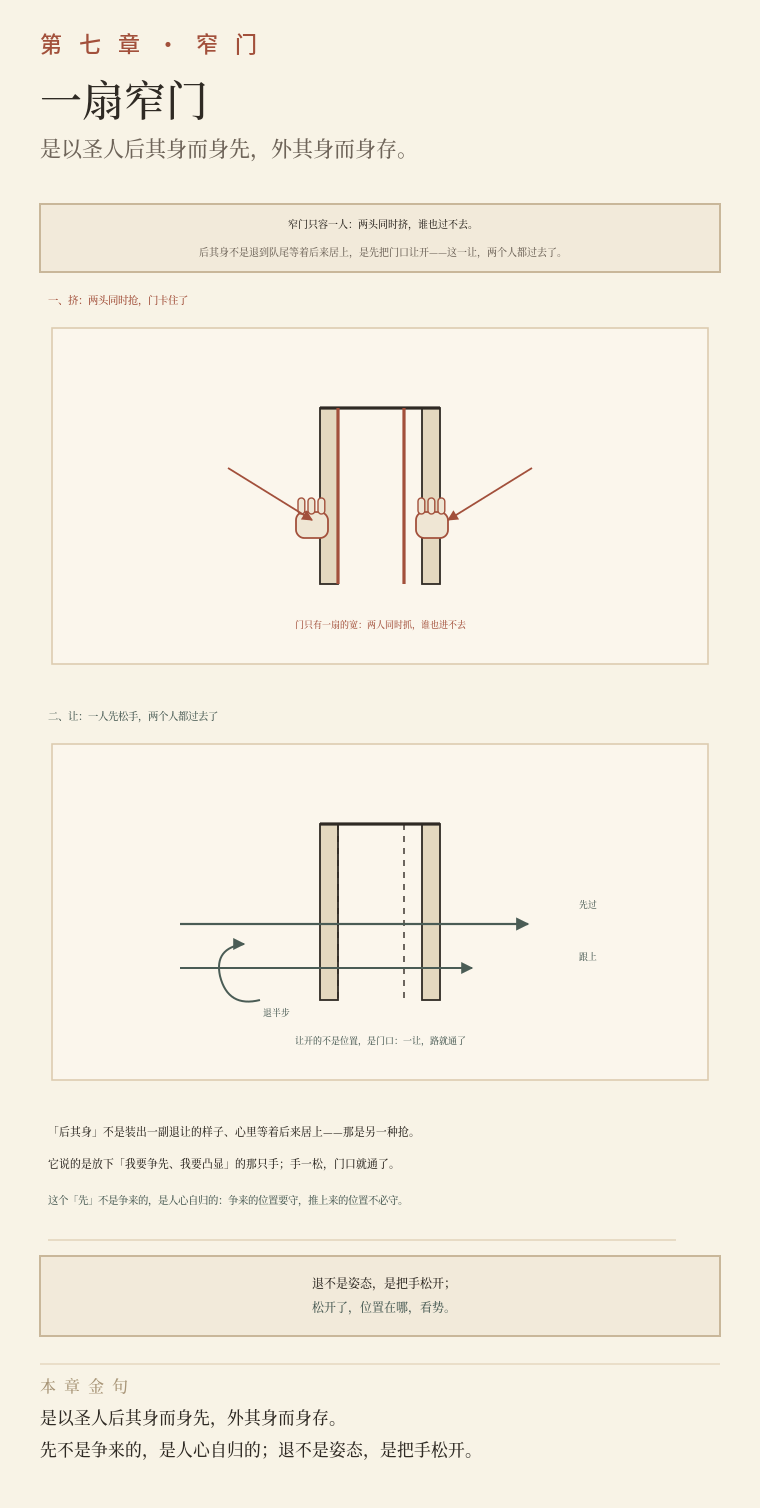 第七章·窄门
一扇窄门
是以圣人后其身而身先，外其身而身存。
窄门只容一人：两头同时挤，谁也过不去。
后其身不是退到队尾等着后来居上，是先把门口让开——这一让，两个人都过去了。
一、挤：两头同时抢，门卡住了
门只有一扇的宽：两人同时抓，谁也进不去
二、让：一人先松手，两个人都过去了
先过
跟上
退半步
让开的不是位置，是门口：一让，路就通了
「后其身」不是装出一副退让的样子、心里等着后来居上——那是另一种抢。
它说的是放下「我要争先、我要凸显」的那只手；手一松，门口就通了。
这个「先」不是争来的，是人心自归的：争来的位置要守，推上来的位置不必守。
退不是姿态，是把手松开；
松开了，位置在哪，看势。
本章金句
是以圣人后其身而身先，外其身而身存。
先不是争来的，是人心自归的；退不是姿态，是把手松开。